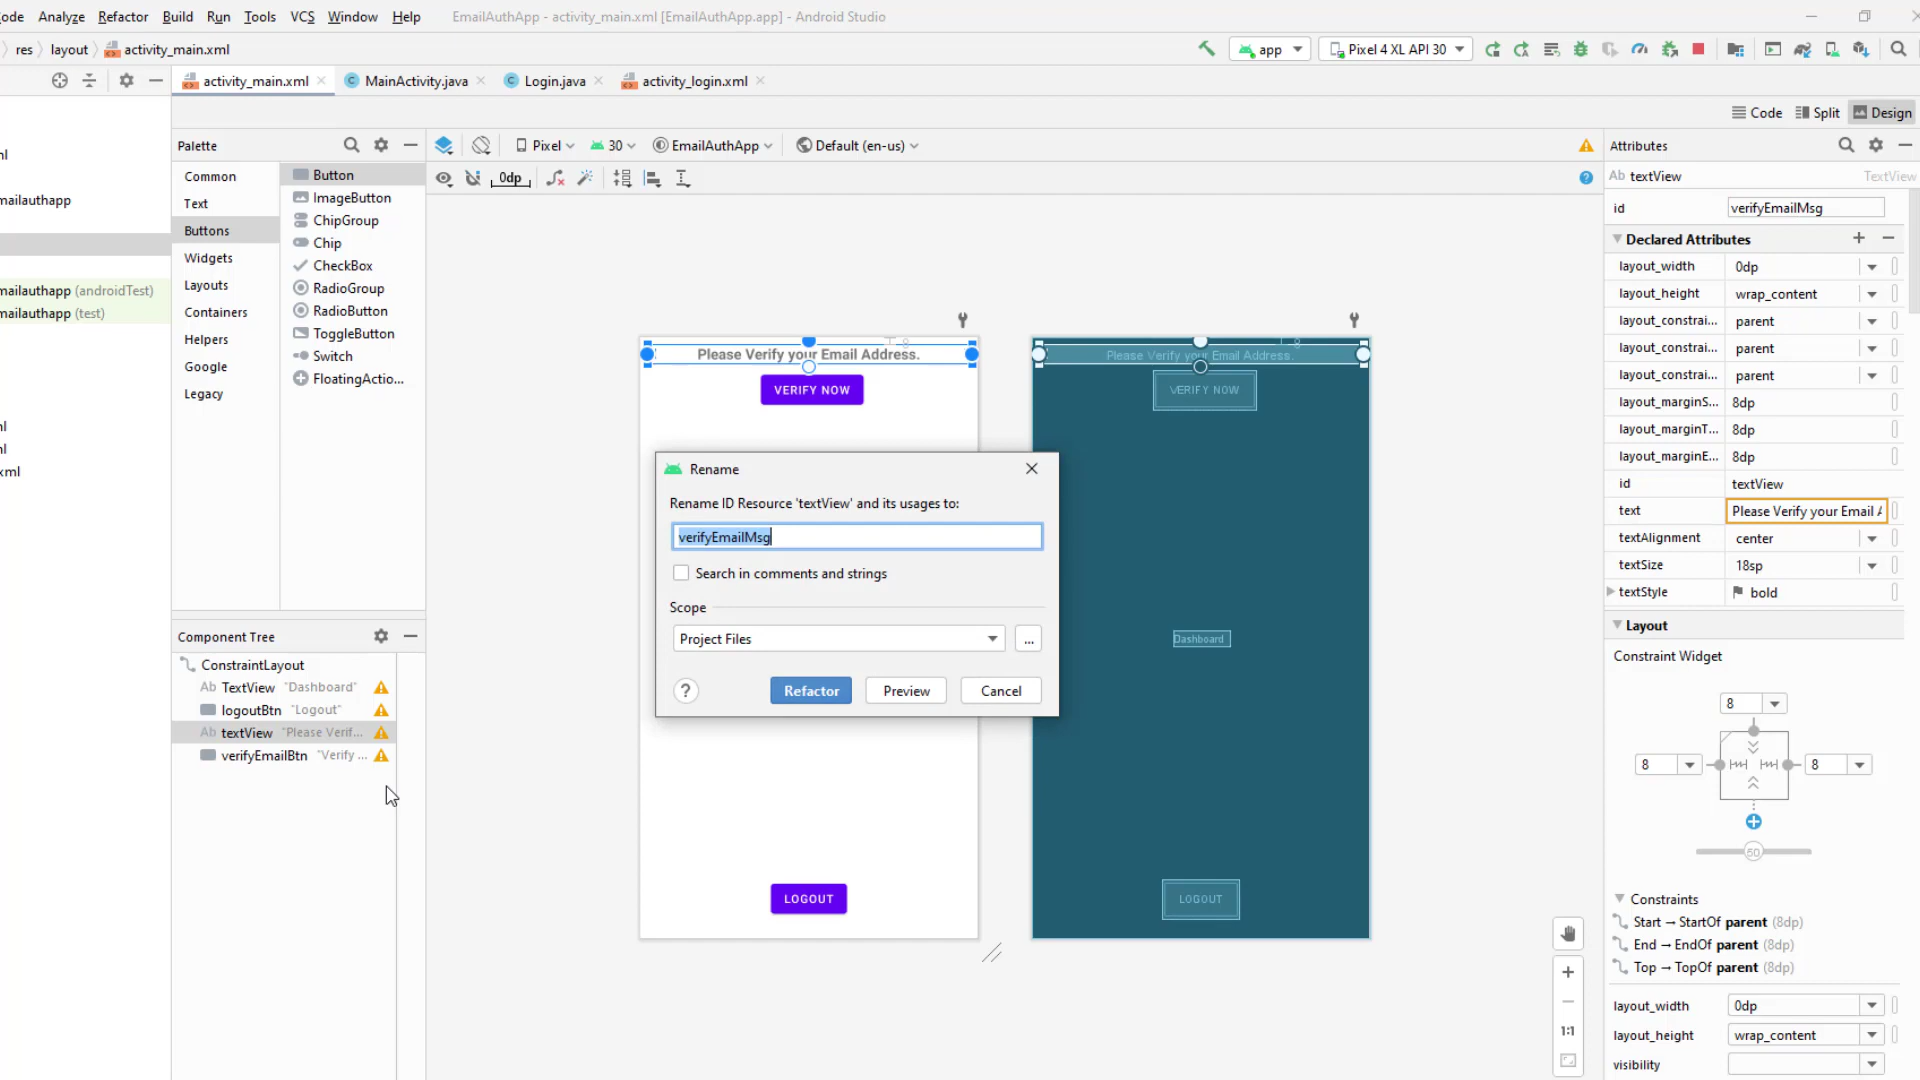 ode Analyze Refactor Build Run Tools VCS Window Help EmailAuthApp - activity_main.xml [EmailAuthApp.app] - Android Studio
res layout activity_main.xml app Pixel 4 XL API 30
activity_main.xml MainActivity.java Login.java activity_login.xml
Code Split Design
Palette Pixel 30 EmailAuthApp Default (en-us) Attributes
0dp
Ab textView TextView
id verifyEmailMsg
Common
Text
Buttons
Widgets
Layouts
Containers
Helpers
Google
Legacy
Button
ImageButton
ChipGroup
Chip
CheckBox
RadioGroup
RadioButton
ToggleButton
Switch
FloatingActio...
nl
mailauthapp
mailauthapp (androidTest)
mailauthapp (test)
nl
nl
xml
Please Verify your Email Address.
VERIFY NOW
LOGOUT
Please Verify your Email Address.
VERIFY NOW
Dashboard
LOGOUT
Rename
Rename ID Resource 'textView' and its usages to:
verifyEmailMsg
Search in comments and strings
Scope
Project Files
...
? Refactor Preview Cancel
Component Tree
ConstraintLayout
Ab TextView "Dashboard"
logoutBtn "Logout"
Ab textView "Please Verif...
verifyEmailBtn "Verify ...
Declared Attributes
layout_width 0dp
layout_height wrap_content
layout_constrai... parent
layout_constrai... parent
layout_constrai... parent
layout_marginS... 8dp
layout_marginT... 8dp
layout_marginE... 8dp
id textView
text Please Verify your Email A
textAlignment center
textSize 18sp
textStyle bold
Layout
Constraint Widget
8
8 8
50
Constraints
Start → StartOf parent (8dp)
End → EndOf parent (8dp)
Top → TopOf parent (8dp)
layout_width 0dp
layout_height wrap_content
visibility
1:1